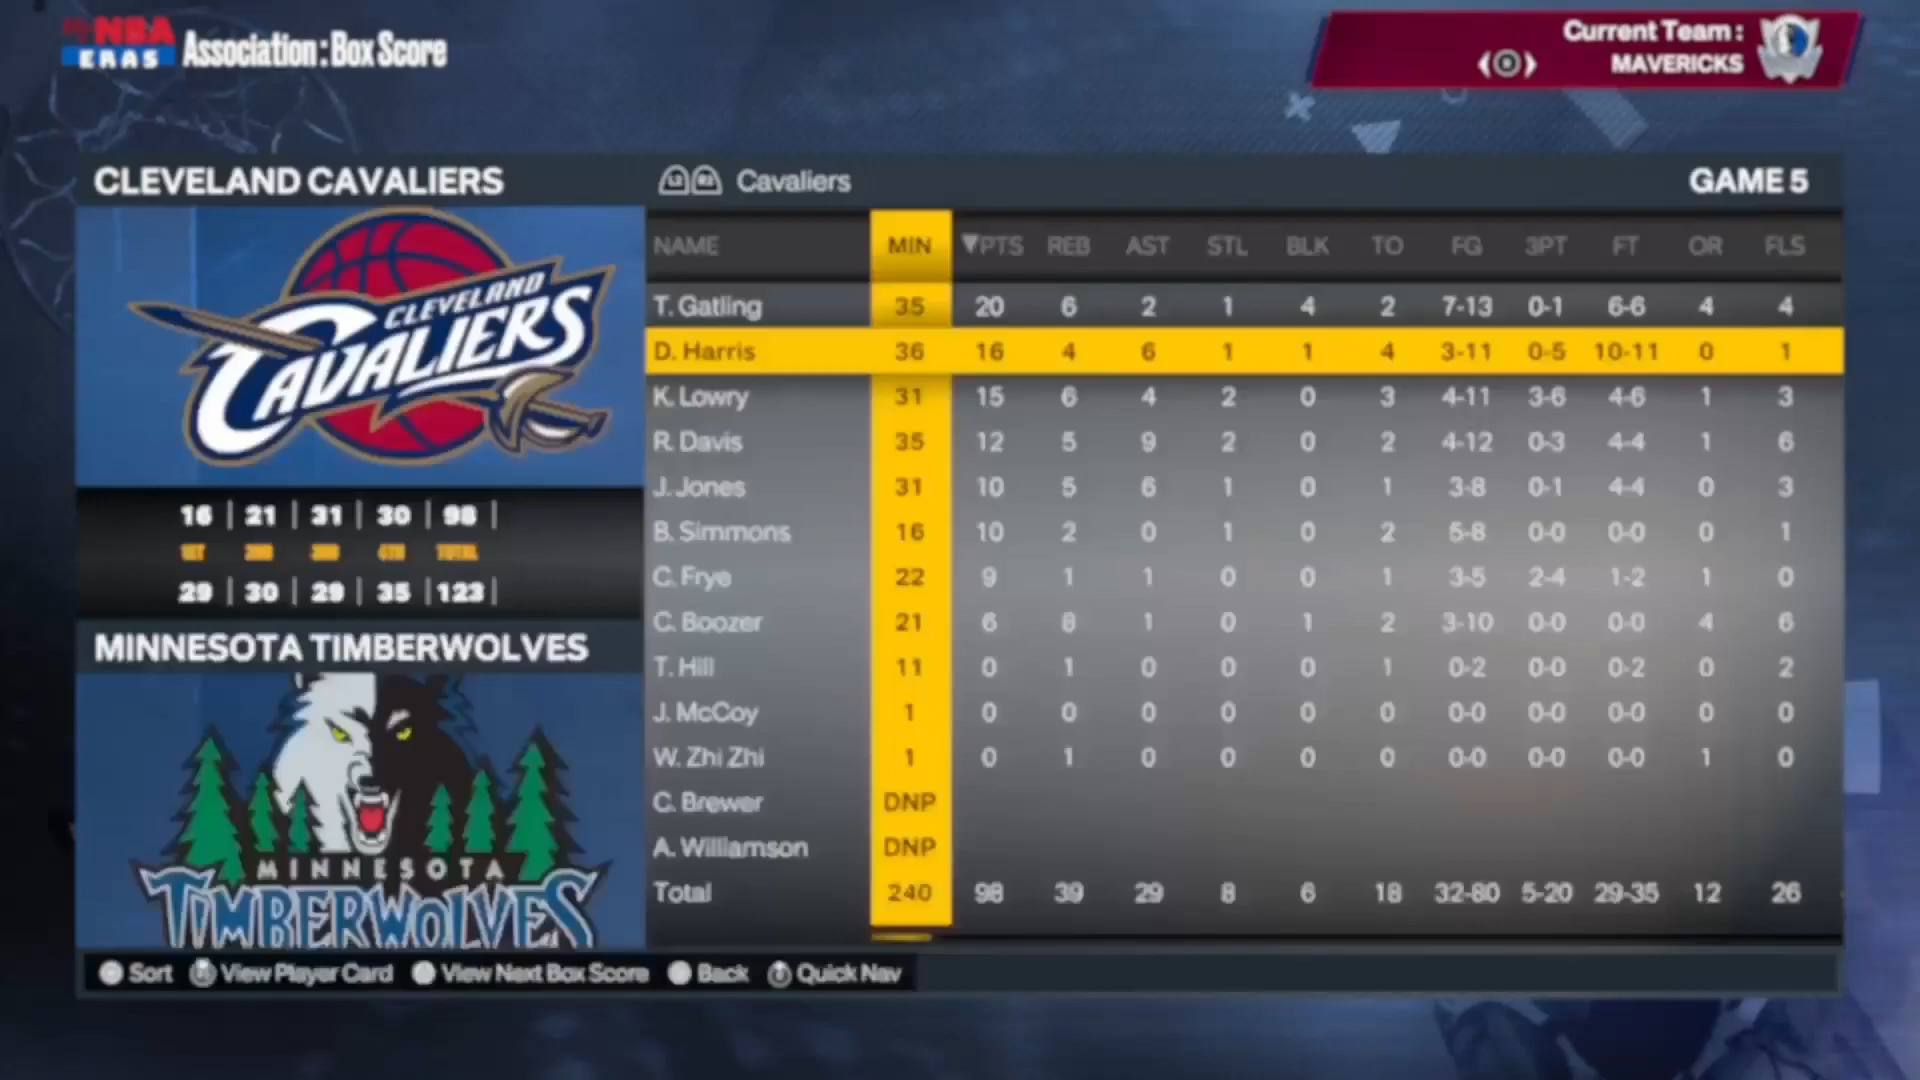 MyNBA ERAS Association: Box Score
Current Team :
MAVERICKS
CLEVELAND CAVALIERS
L2 R2 Cavaliers GAME 5
CLEVELAND
CAVALIERS
16 | 21 | 31 | 30 | 98 |
1ST 2ND 3RD 4TH TOTAL
29 | 30 | 29 | 35 | 123 |
MINNESOTA TIMBERWOLVES
MINNESOTA
TIMBERWOLVES
NAME MIN ▼PTS REB AST STL BLK TO FG 3PT FT OR FLS
T. Gatling 35 20 6 2 1 4 2 7-13 0-1 6-6 4 4
D. Harris 36 16 4 6 1 1 4 3-11 0-5 10-11 0 1
K. Lowry 31 15 6 4 2 0 3 4-11 3-6 4-6 1 3
R. Davis 35 12 5 9 2 0 2 4-12 0-3 4-4 1 6
J. Jones 31 10 5 6 1 0 1 3-8 0-1 4-4 0 3
B. Simmons 16 10 2 0 1 0 2 5-8 0-0 0-0 0 1
C. Frye 22 9 1 1 0 0 1 3-5 2-4 1-2 1 0
C. Boozer 21 6 8 1 0 1 2 3-10 0-0 0-0 4 6
T. Hill 11 0 1 0 0 0 1 0-2 0-0 0-2 0 2
J. McCoy 1 0 0 0 0 0 0 0-0 0-0 0-0 0 0
W. Zhi Zhi 1 0 1 0 0 0 0 0-0 0-0 0-0 1 0
C. Brewer DNP
A. Williamson DNP
Total 240 98 39 29 8 6 18 32-80 5-20 29-35 12 26
Sort View Player Card View Next Box Score Back Quick Nav